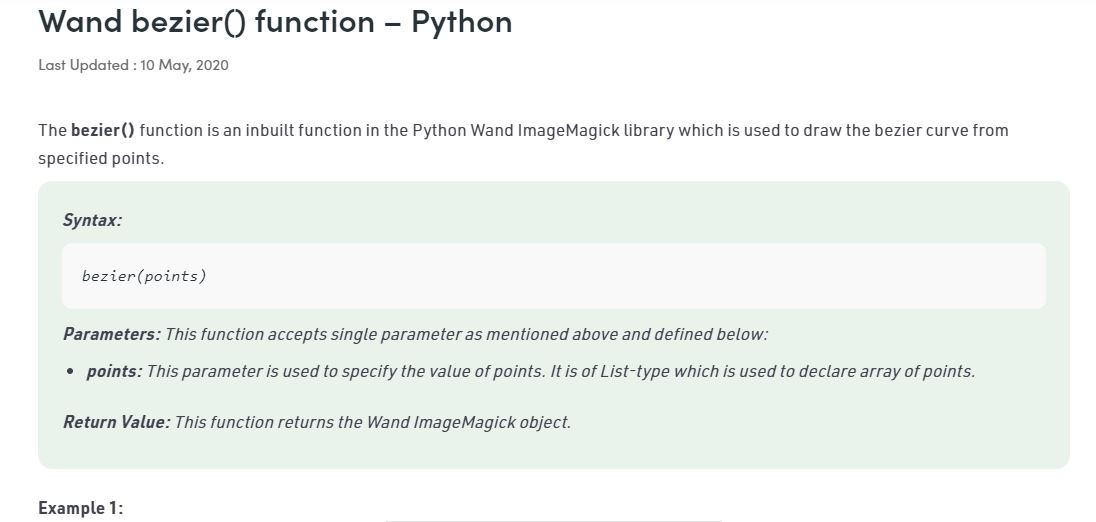 Wand bezier() function – Python
Last Updated : 10 May, 2020
The bezier() function is an inbuilt function in the Python Wand ImageMagick library which is used to draw the bezier curve from
specified points.
Syntax:
bezier(points)
Parameters: This function accepts single parameter as mentioned above and defined below:
• points: This parameter is used to specify the value of points. It is of List-type which is used to declare array of points.
Return Value: This function returns the Wand ImageMagick object.
Example 1: